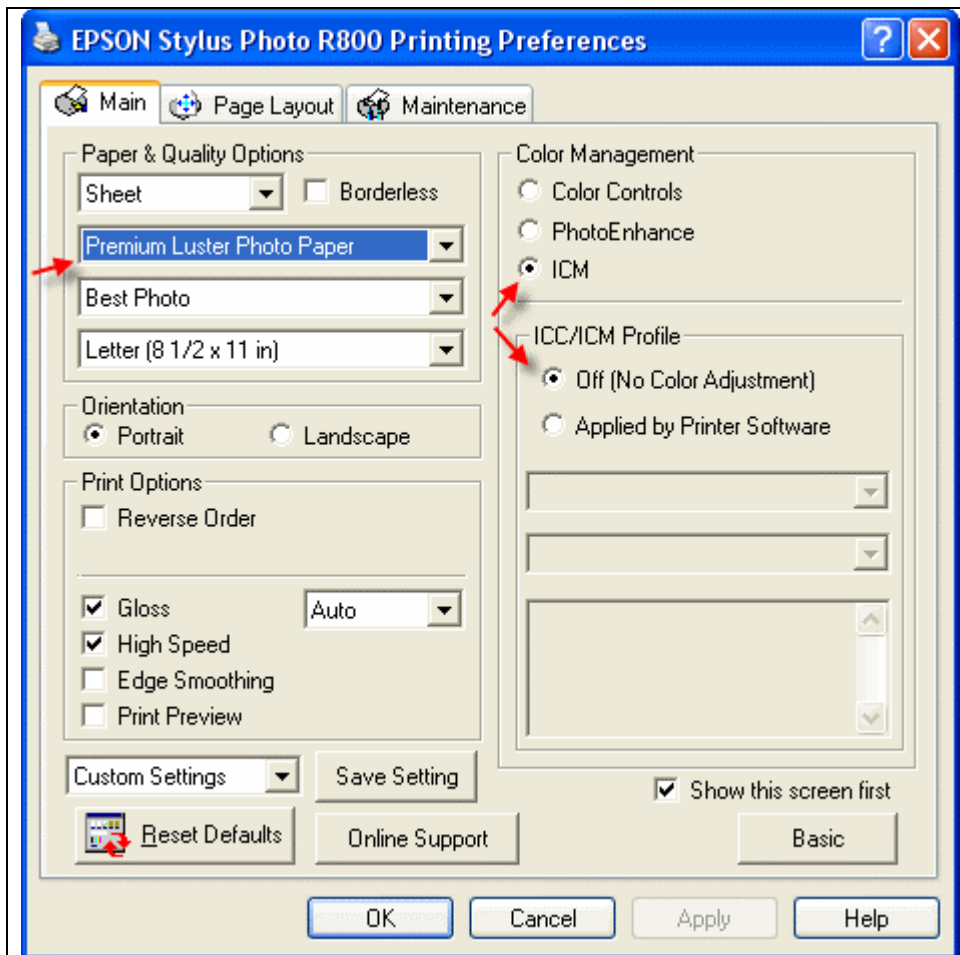 EPSON Stylus Photo R800 Printing Preferences
Main Page Layout Maintenance
Paper & Quality Options
Sheet Borderless
Premium Luster Photo Paper
Best Photo
Letter (8 1/2 x 11 in)
Orientation
Portrait Landscape
Print Options
Reverse Order
Gloss Auto
High Speed
Edge Smoothing
Print Preview
Custom Settings Save Setting
Reset Defaults Online Support
Color Management
Color Controls
PhotoEnhance
ICM
ICC/ICM Profile
Off (No Color Adjustment)
Applied by Printer Software
Show this screen first
Basic
OK Cancel Apply Help